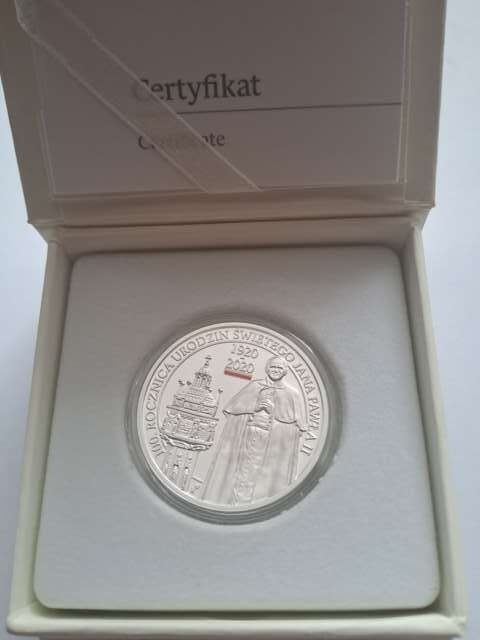 Certyfikat
Certificate
100. ROCZNICA URODZIN ŚWIĘTEGO JANA PAWŁA II
1920
2020